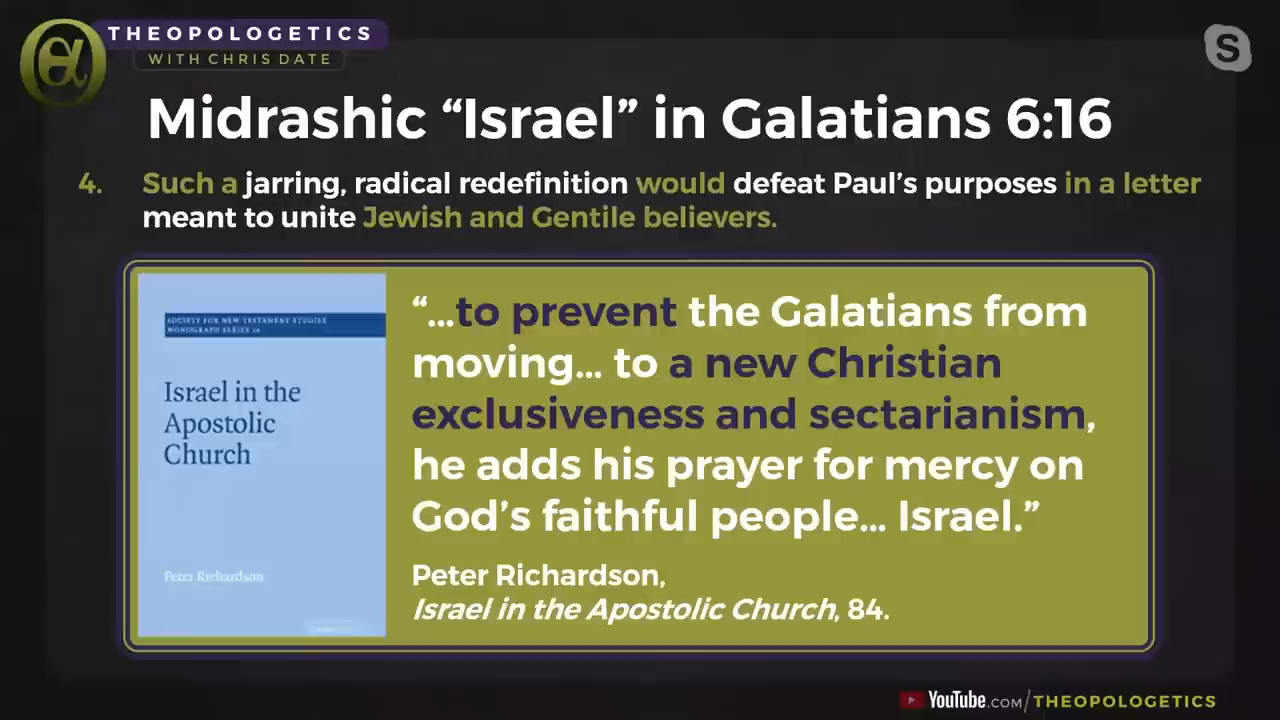 THEOPOLOGETICS
WITH CHRIS DATE
S
Midrashic “Israel” in Galatians 6:16
4. Such a jarring, radical redefinition would defeat Paul’s purposes in a letter
meant to unite Jewish and Gentile believers.
SOCIETY FOR NEW TESTAMENT STUDIES
MONOGRAPH SERIES 10
Israel in the
Apostolic
Church
Peter Richardson
“...to prevent the Galatians from
moving... to a new Christian
exclusiveness and sectarianism,
he adds his prayer for mercy on
God’s faithful people... Israel.”
Peter Richardson,
Israel in the Apostolic Church, 84.
YouTube.COM/THEOPOLOGETICS